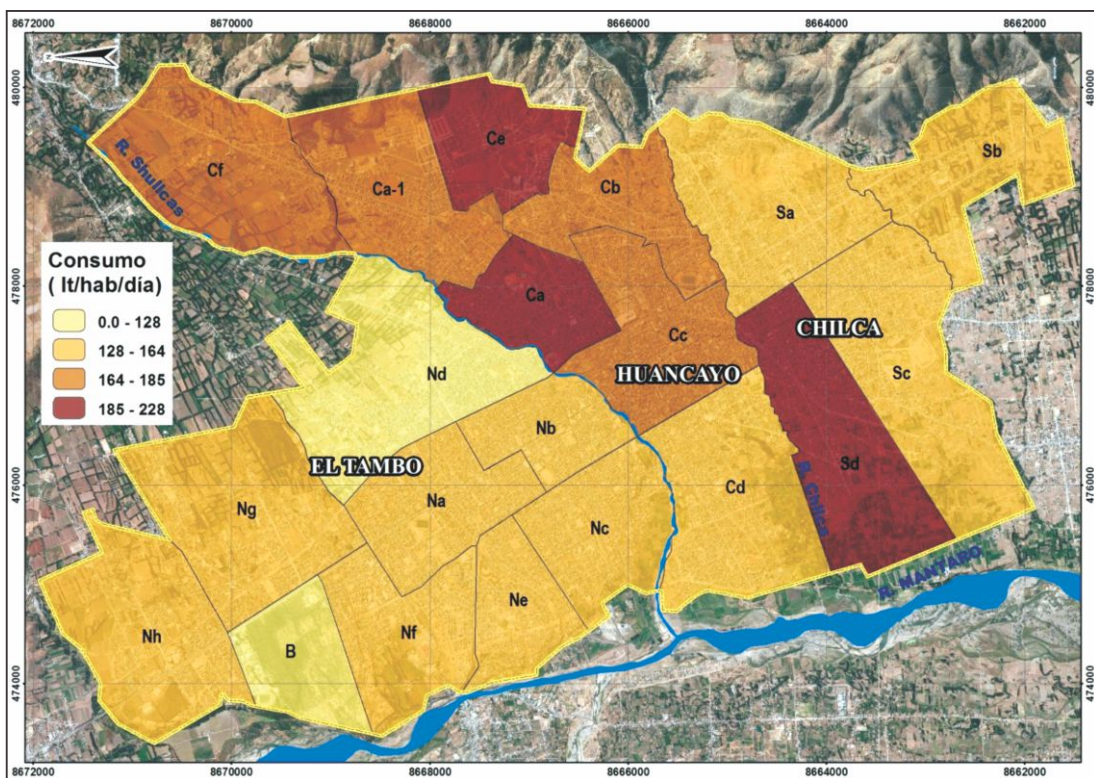 8672000 8670000 8668000 8666000 8664000 8662000
480000 480000
Ce
Sb
Cf
R. Shullcas
Ca-1
Cb
Sa
Consumo
( lt/hab/día)
0.0 - 128
128 - 164
164 - 185
185 - 228
478000 478000
Ca
CHILCA
Cc
Nd
HUANCAYO
Sc
Nb
EL TAMBO
Sd
476000 476000
Na
Cd
R. Chilca
Ng
Nc
R. MANTARO
Ne
Nh
B
Nf
474000 474000
8672000 8670000 8668000 8666000 8664000 8662000